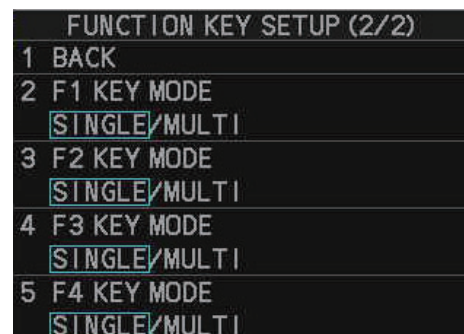 FUNCTION KEY SETUP (2/2)
1 BACK
2 F1 KEY MODE
SINGLE/MULTI
3 F2 KEY MODE
SINGLE/MULTI
4 F3 KEY MODE
SINGLE/MULTI
5 F4 KEY MODE
SINGLE/MULTI